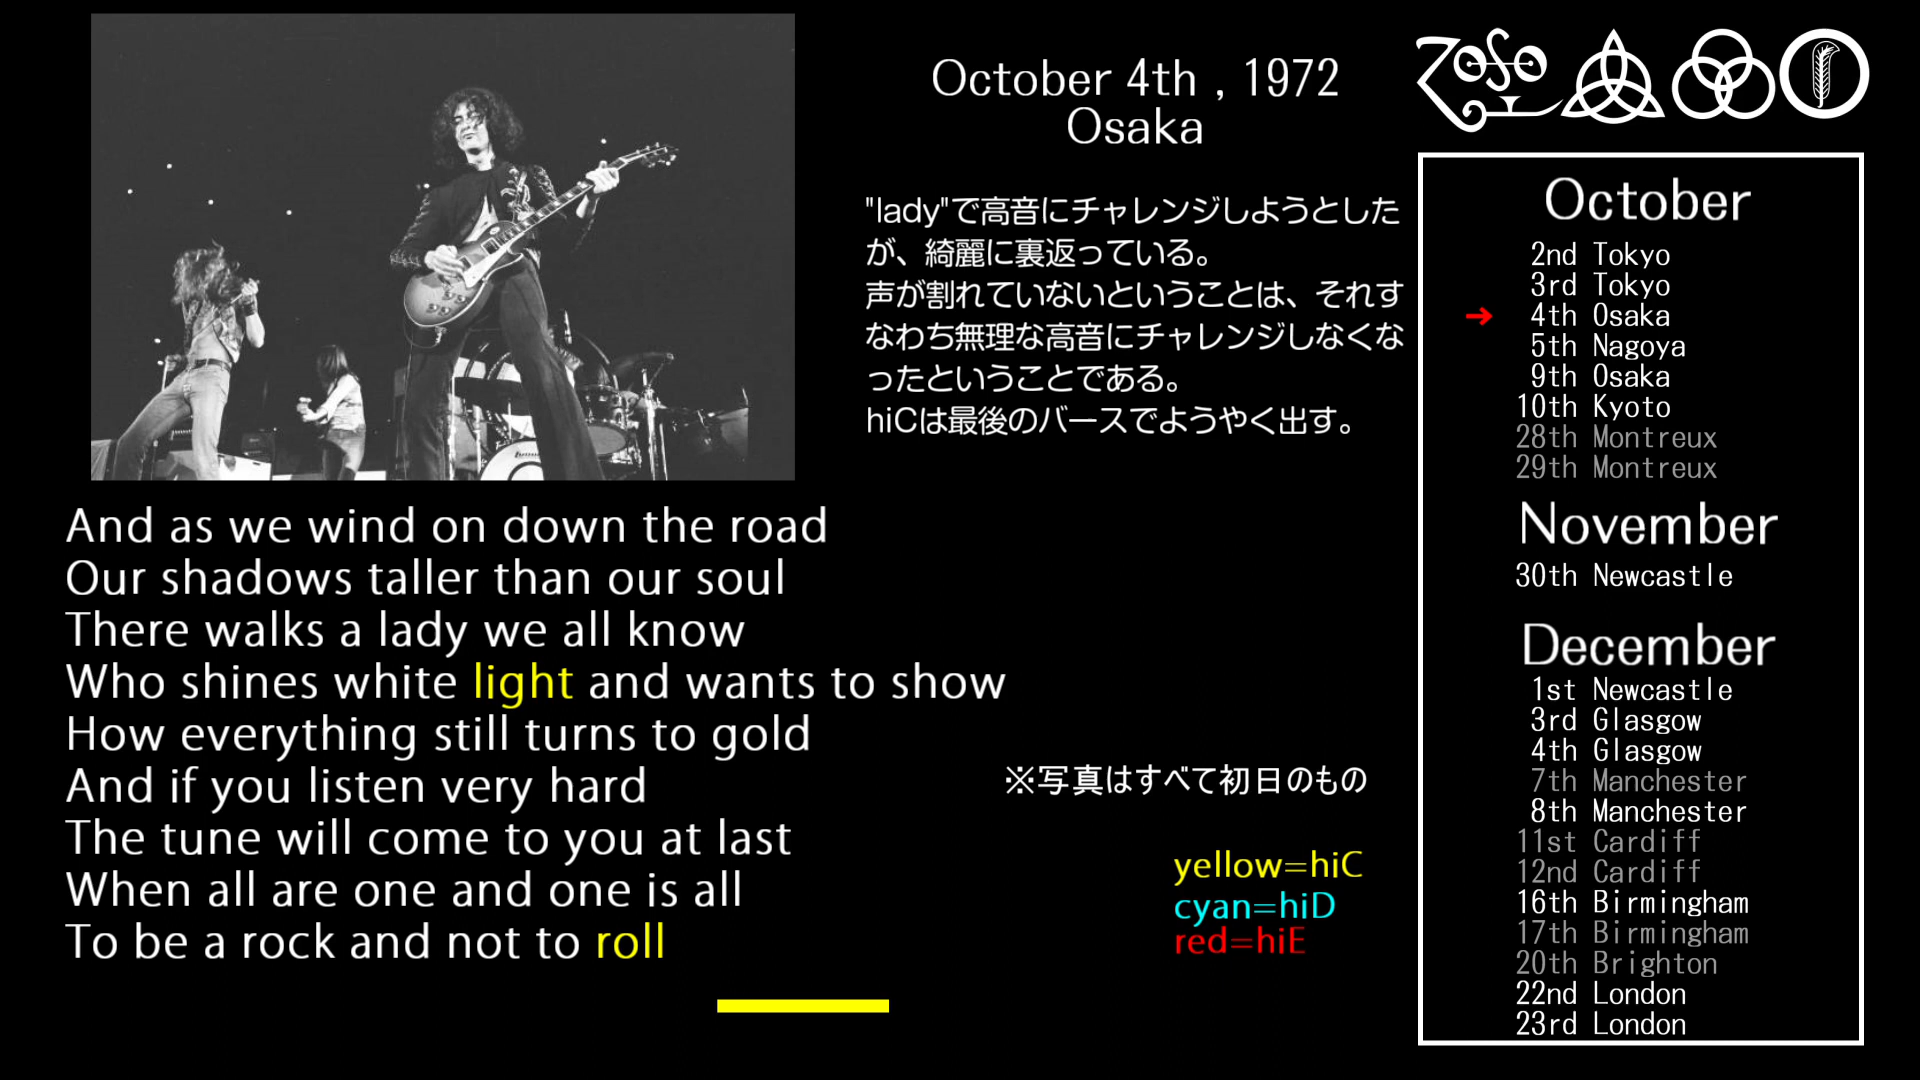 October 4th , 1972
Osaka
"lady"で高音にチャレンジしようとした
が、綺麗に裏返っている。
声が割れていないということは、それす
なわち無理な高音にチャレンジしなくな
ったということである。
hiCは最後のバースでようやく出す。
And as we wind on down the road
Our shadows taller than our soul
There walks a lady we all know
Who shines white light and wants to show
How everything still turns to gold
And if you listen very hard
The tune will come to you at last
When all are one and one is all
To be a rock and not to roll
※写真はすべて初日のもの
yellow=hiC
cyan=hiD
red=hiE
ZoSo
October
2nd Tokyo
3rd Tokyo
→ 4th Osaka
5th Nagoya
9th Osaka
10th Kyoto
28th Montreux
29th Montreux
November
30th Newcastle
December
1st Newcastle
3rd Glasgow
4th Glasgow
7th Manchester
8th Manchester
11st Cardiff
12nd Cardiff
16th Birmingham
17th Birmingham
20th Brighton
22nd London
23rd London